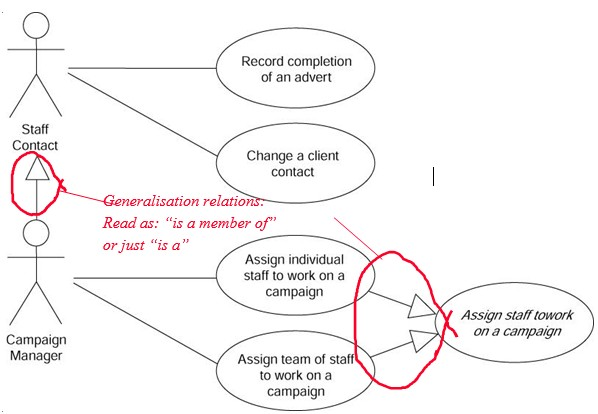 Record completion
of an advert
Staff
Contact
Change a client
contact
Generalisation relations:
Read as: “is a member of”
or just “is a”
Assign individual
staff to work on a
campaign
Assign staff towork
on a campaign
Campaign
Manager
Assign team of staff
to work on a
campaign